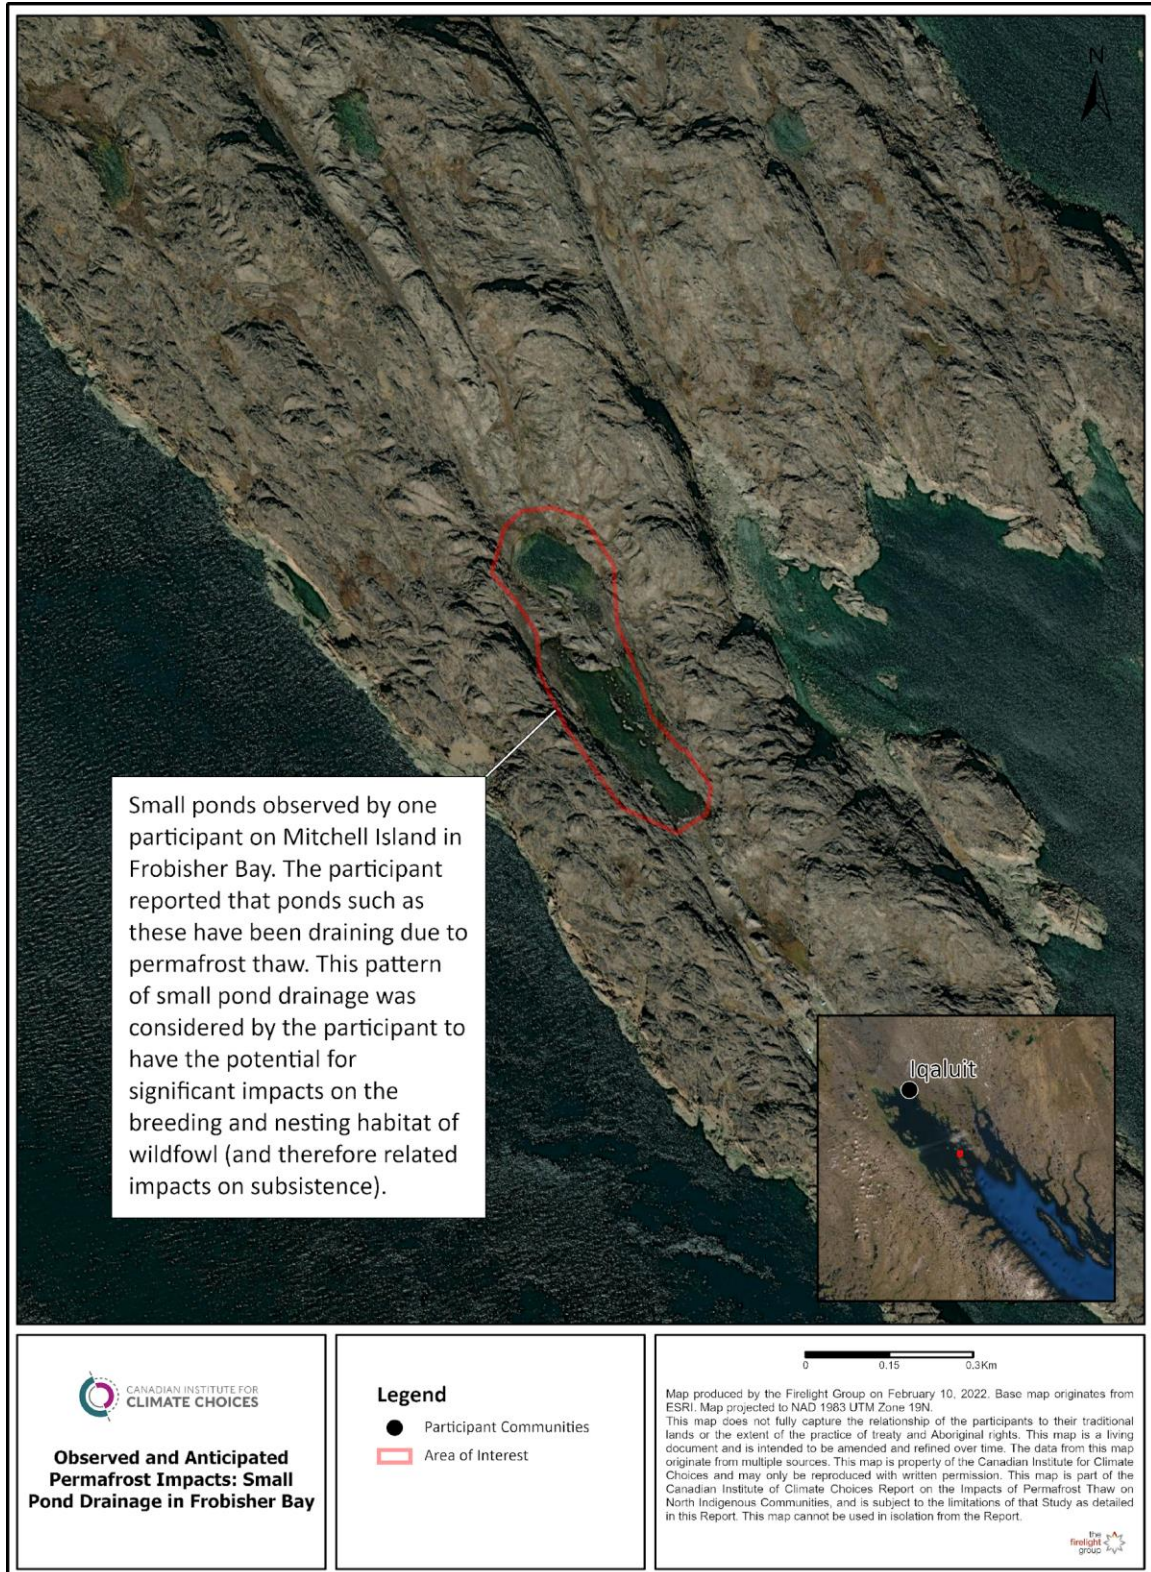 N
Small ponds observed by one
participant on Mitchell Island in
Frobisher Bay. The participant
reported that ponds such as
these have been draining due to
permafrost thaw. This pattern
of small pond drainage was
considered by the participant to
have the potential for
significant impacts on the
breeding and nesting habitat of
wildfowl (and therefore related
impacts on subsistence).
Iqaluit
CANADIAN INSTITUTE FOR
CLIMATE CHOICES
Observed and Anticipated
Permafrost Impacts: Small
Pond Drainage in Frobisher Bay
Legend
Participant Communities
Area of Interest
0 0.15 0.3Km
Map produced by the Firelight Group on February 10, 2022. Base map originates from
ESRI. Map projected to NAD 1983 UTM Zone 19N.
This map does not fully capture the relationship of the participants to their traditional
lands or the extent of the practice of treaty and Aboriginal rights. This map is a living
document and is intended to be amended and refined over time. The data from this map
originate from multiple sources. This map is property of the Canadian Institute for Climate
Choices and may only be reproduced with written permission. This map is part of the
Canadian Institute of Climate Choices Report on the Impacts of Permafrost Thaw on
North Indigenous Communities, and is subject to the limitations of that Study as detailed
in this Report. This map cannot be used in isolation from the Report.
the
firelight
group